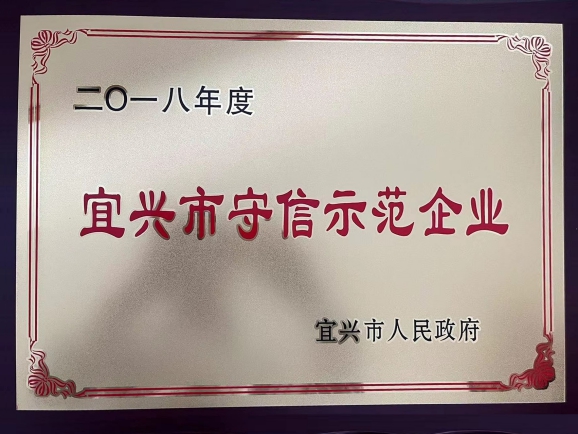 二〇一八年度
宜兴市守信示范企业
宜兴市人民政府